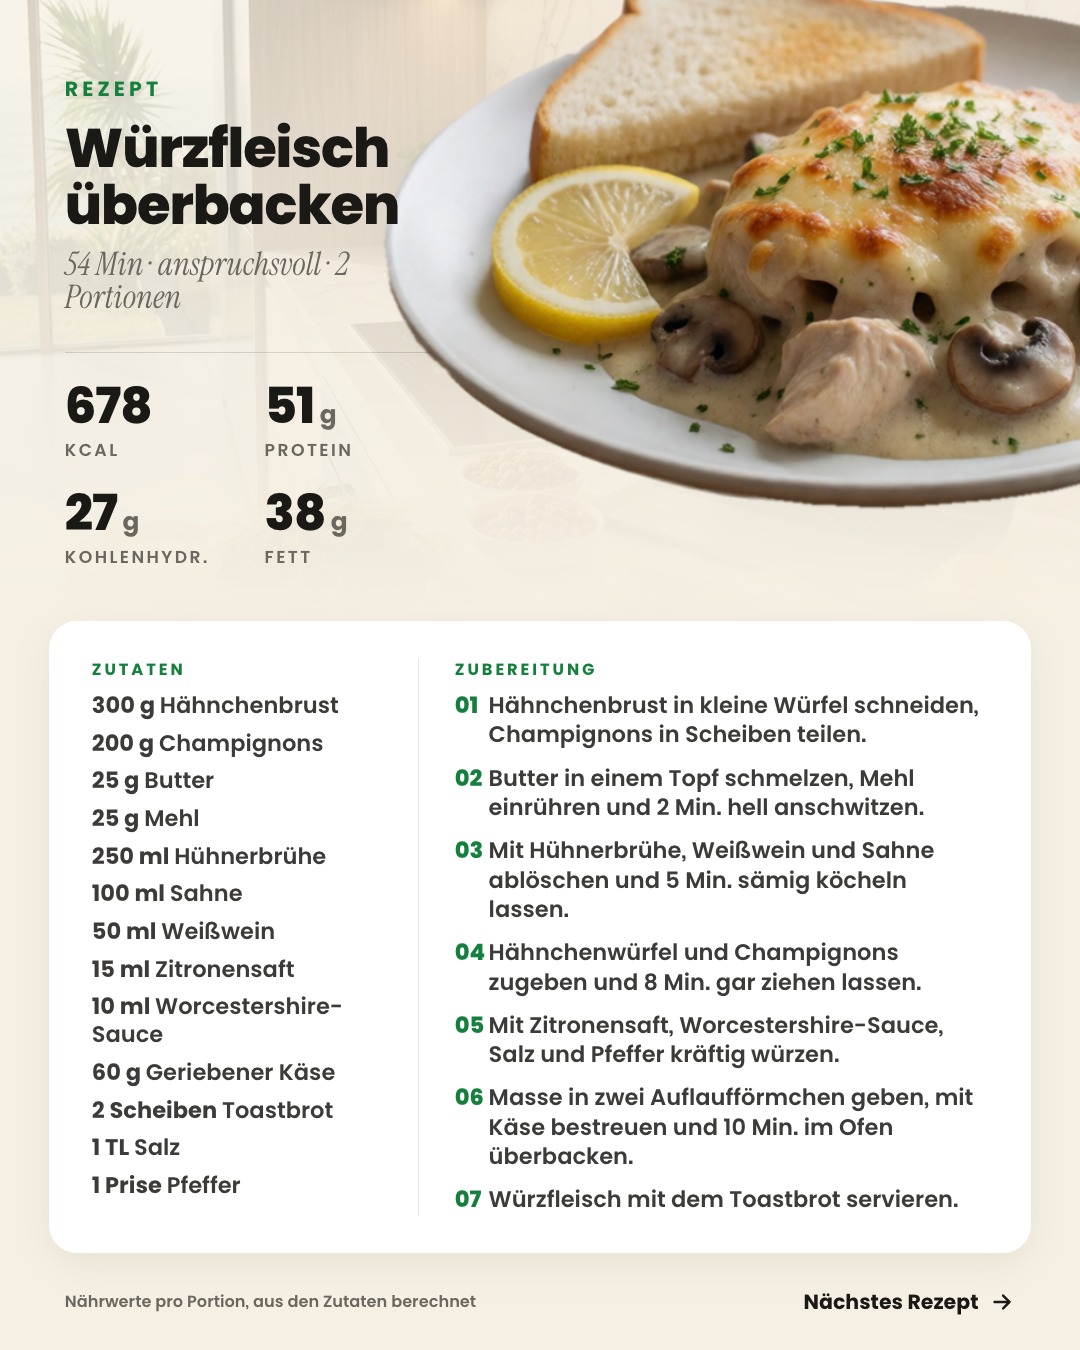 REZEPT
Würzfleisch
überbacken
54 Min · anspruchsvoll · 2
Portionen
678
KCAL
51 g
PROTEIN
27 g
KOHLENHYDR.
38 g
FETT
ZUTATEN
300 g Hähnchenbrust
200 g Champignons
25 g Butter
25 g Mehl
250 ml Hühnerbrühe
100 ml Sahne
50 ml Weißwein
15 ml Zitronensaft
10 ml Worcestershire-
Sauce
60 g Geriebener Käse
2 Scheiben Toastbrot
1 TL Salz
1 Prise Pfeffer
ZUBEREITUNG
01 Hähnchenbrust in kleine Würfel schneiden,
Champignons in Scheiben teilen.
02 Butter in einem Topf schmelzen, Mehl
einrühren und 2 Min. hell anschwitzen.
03 Mit Hühnerbrühe, Weißwein und Sahne
ablöschen und 5 Min. sämig köcheln
lassen.
04 Hähnchenwürfel und Champignons
zugeben und 8 Min. gar ziehen lassen.
05 Mit Zitronensaft, Worcestershire-Sauce,
Salz und Pfeffer kräftig würzen.
06 Masse in zwei Auflaufförmchen geben, mit
Käse bestreuen und 10 Min. im Ofen
überbacken.
07 Würzfleisch mit dem Toastbrot servieren.
Nährwerte pro Portion, aus den Zutaten berechnet
Nächstes Rezept →